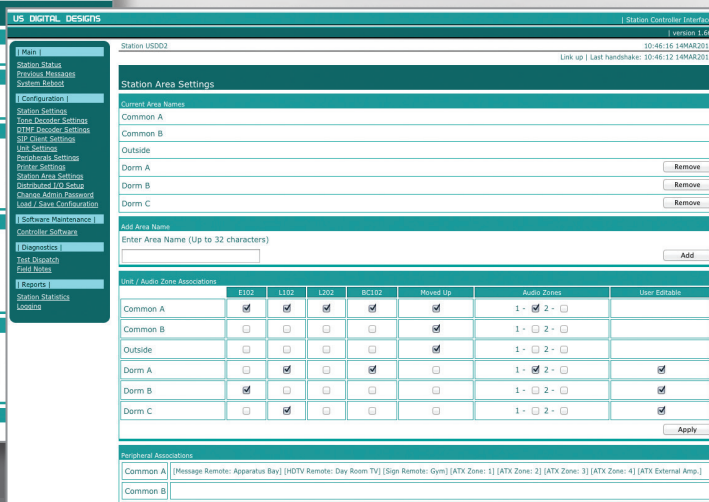 US DIGITAL DESIGNS
| Station Controller Interfac
| version 1.6
Station USDD2
10:46:16 14MAR201
Link up | Last handshake: 10:46:12 14MAR201
| Main |
Station Status
Previous Messages
System Reboot
| Configuration |
Station Settings
Tone Decoder Settings
DTMF Decoder Settings
SIP Client Settings
Unit Settings
Peripherals Settings
Printer Settings
Station Area Settings
Distributed I/O Setup
Change Admin Password
Load / Save Configuration
| Software Maintenance |
Controller Software
| Diagnostics |
Test Dispatch
Field Notes
| Reports |
Station Statistics
Logging
Station Area Settings
Current Area Names
Common A
Common B
Outside
Dorm A Remove
Dorm B Remove
Dorm C Remove
Add Area Name
Enter Area Name (Up to 32 characters)
Add
Unit / Audio Zone Associations
E102 L102 L202 BC102 Moved Up Audio Zones User Editable
Common A 1 - 2 -
Common B 1 - 2 -
Outside 1 - 2 -
Dorm A 1 - 2 -
Dorm B 1 - 2 -
Dorm C 1 - 2 -
Apply
Peripheral Associations
Common A [Message Remote: Apparatus Bay] [HDTV Remote: Day Room TV] [Sign Remote: Gym] [ATX Zone: 1] [ATX Zone: 2] [ATX Zone: 3] [ATX Zone: 4] [ATX External Amp.]
Common B